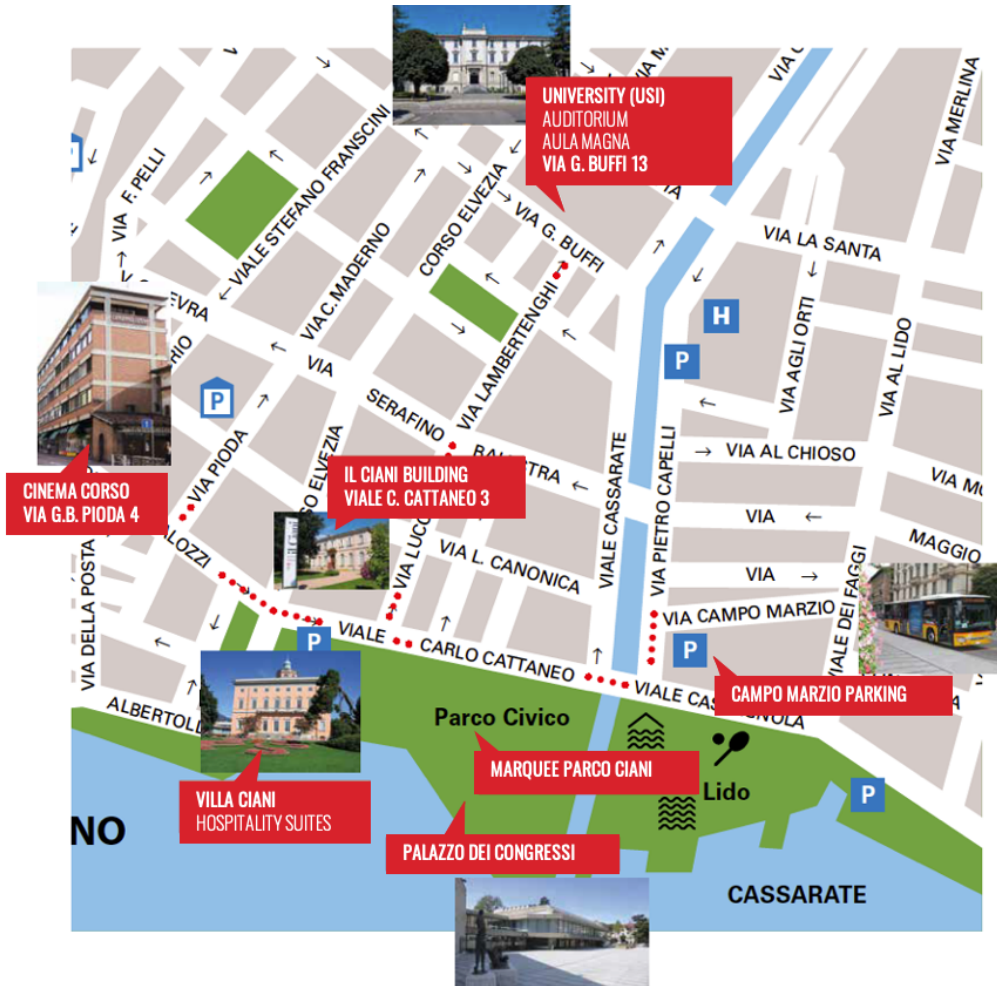 UNIVERSITY (USI)
AUDITORIUM
AULA MAGNA
VIA G. BUFFI 13
VIA MERLINA
VIA F. PELLI
VIALE STEFANO FRANSCINI
CORSO ELVEZIA
VIA G. BUFFI
VIA LA SANTA
VIA C. MADERNO
VIA LAMBERTENGHI
H
P
VIA AGLI ORTI
VIA AL LIDO
VIA
SERAFINO
BALESTRA
P
VIA PIODA
VIALE CASSARATE
VIA PIETRO CAPELLI
VIA AL CHIOSO
CINEMA CORSO
VIA G.B. PIODA 4
IL CIANI BUILDING
VIALE C. CATTANEO 3
VIA
MAGGIO
VIA L. CANONICA
VIA
VIA DELLA POSTA
VIA CAMPO MARZIO
VIALE DEI FAGGI
P
VIALE
CARLO CATTANEO
P
CAMPO MARZIO PARKING
Parco Civico
MARQUEE PARCO CIANI
VILLA CIANI
HOSPITALITY SUITES
Lido
P
NO
PALAZZO DEI CONGRESSI
CASSARATE